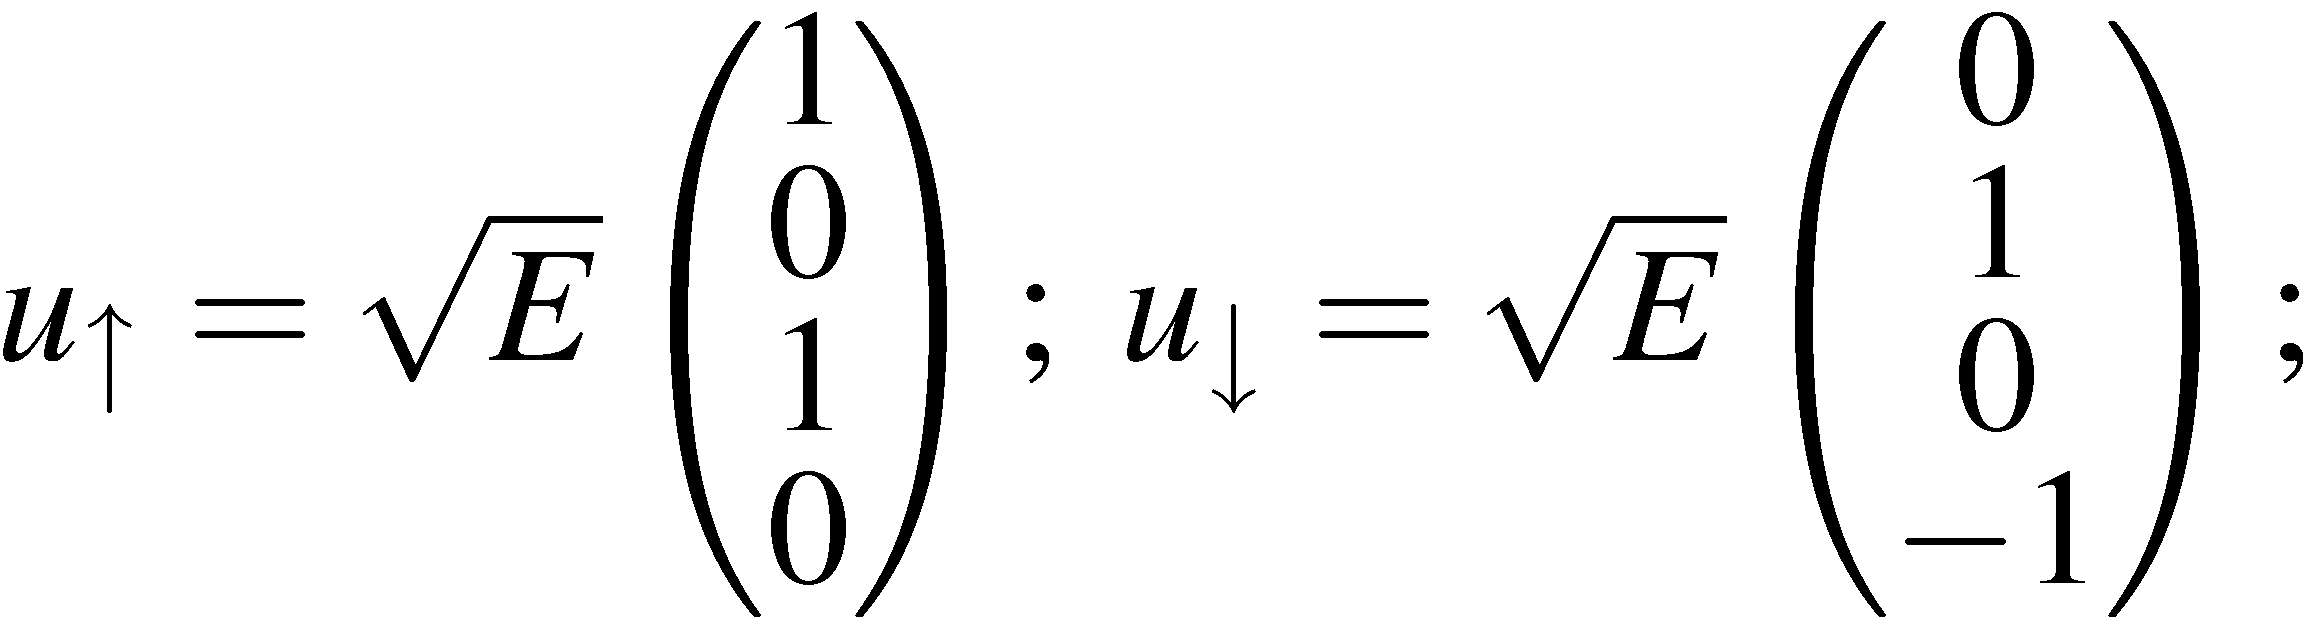 u↑ = √E (1 0 1 0) ; u↓ = √E (0 1 0 −1) ;